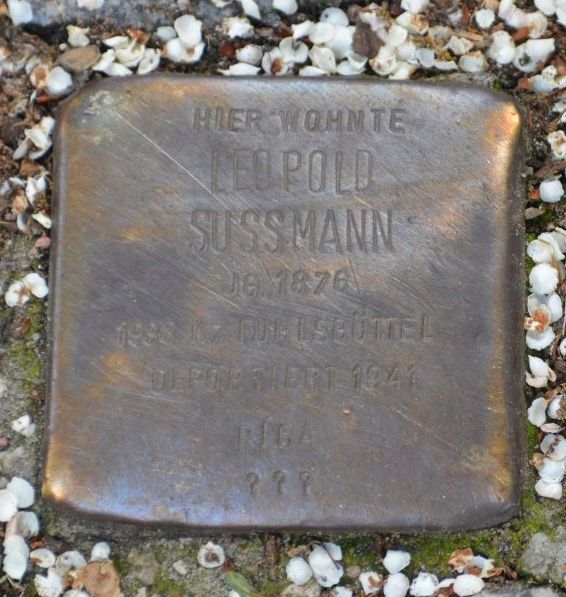 HIER WOHNTE
LEOPOLD
SUSSMANN
JG. 1876
1938 KZ FUHLSBÜTTEL
DEPORTIERT 1941
RIGA
? ? ?